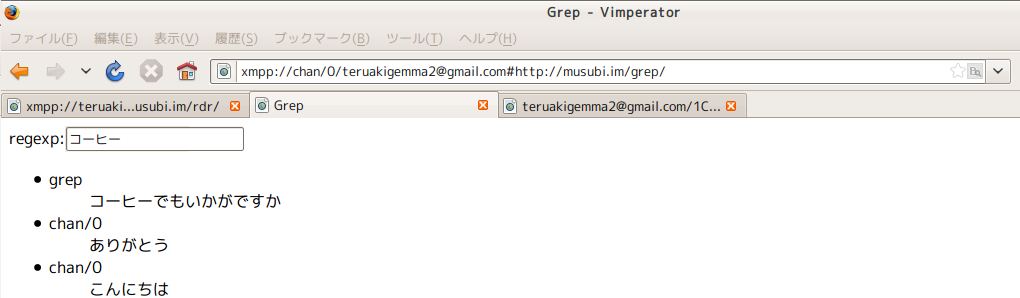 Grep - Vimperator
ファイル(F) 編集(E) 表示(V) 履歴(S) ブックマーク(B) ツール(T) ヘルプ(H)
xmpp://chan/0/teruakigemma2@gmail.com#http://musubi.im/grep/
xmpp://teruaki...usubi.im/rdr/ Grep teruakigemma2@gmail.com/1C...
regexp: コーヒー
grep
コーヒーでもいかがですか
chan/0
ありがとう
chan/0
こんにちは